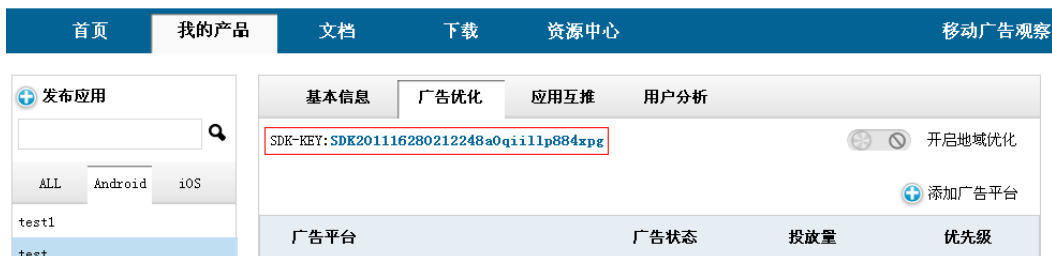 首页 我的产品 文档 下载 资源中心 移动广告观察
发布应用
基本信息 广告优化 应用互推 用户分析
SDK-KEY:SDK201116280212248a0qiillp884xpg
开启地域优化
ALL Android iOS
添加广告平台
test1
广告平台 广告状态 投放量 优先级
test